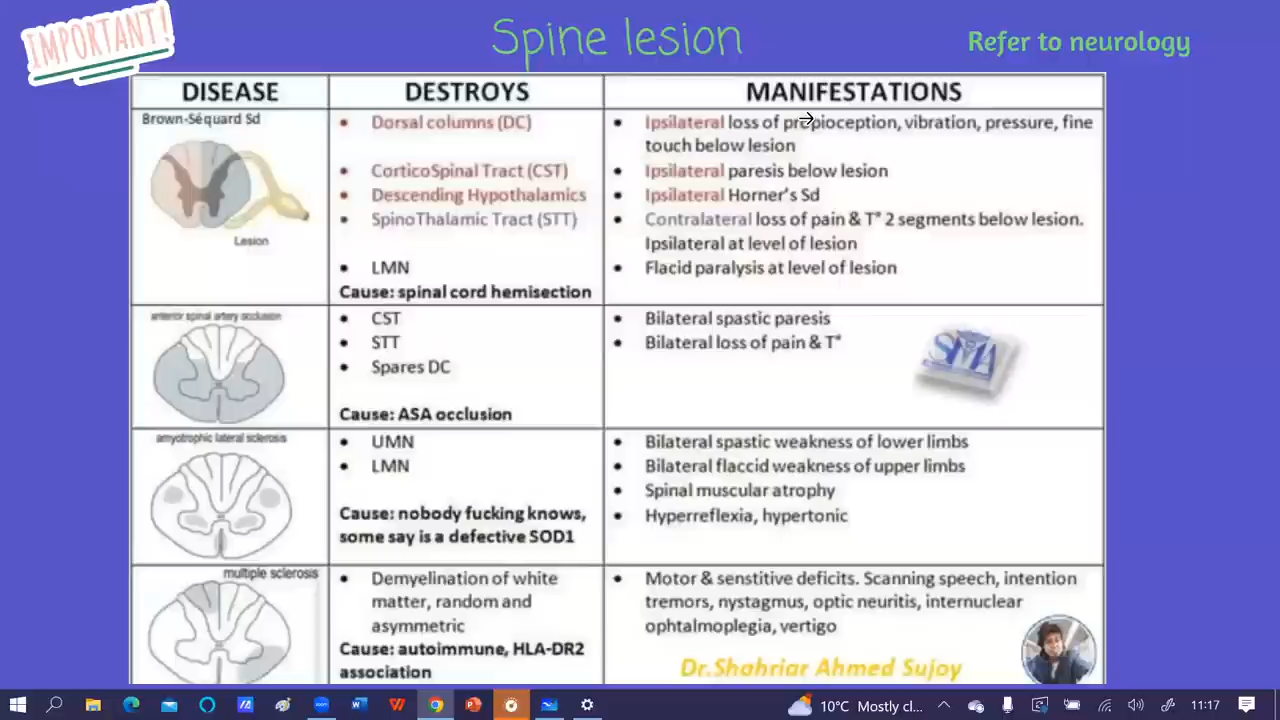 IMPORTANT!
Spine lesion
Refer to neurology
DISEASE
DESTROYS
MANIFESTATIONS
Brown-Séquard Sd
Lesion
• Dorsal columns (DC)
• CorticoSpinal Tract (CST)
• Descending Hypothalamics
• SpinoThalamic Tract (STT)
• LMN
Cause: spinal cord hemisection
• Ipsilateral loss of propioception, vibration, pressure, fine
touch below lesion
• Ipsilateral paresis below lesion
• Ipsilateral Horner's Sd
• Contralateral loss of pain & T° 2 segments below lesion.
Ipsilateral at level of lesion
• Flacid paralysis at level of lesion
anterior spinal artery occlusion
• CST
• STT
• Spares DC
Cause: ASA occlusion
• Bilateral spastic paresis
• Bilateral loss of pain & T°
SMA
amyotrophic lateral sclerosis
• UMN
• LMN
Cause: nobody fucking knows,
some say is a defective SOD1
• Bilateral spastic weakness of lower limbs
• Bilateral flaccid weakness of upper limbs
• Spinal muscular atrophy
• Hyperreflexia, hypertonic
multiple sclerosis
• Demyelination of white
matter, random and
asymmetric
Cause: autoimmune, HLA-DR2
association
• Motor & senstitive deficits. Scanning speech, intention
tremors, nystagmus, optic neuritis, internuclear
ophtalmoplegia, vertigo
Dr.Shahriar Ahmed Sujoy
10°C Mostly cl...
11:17